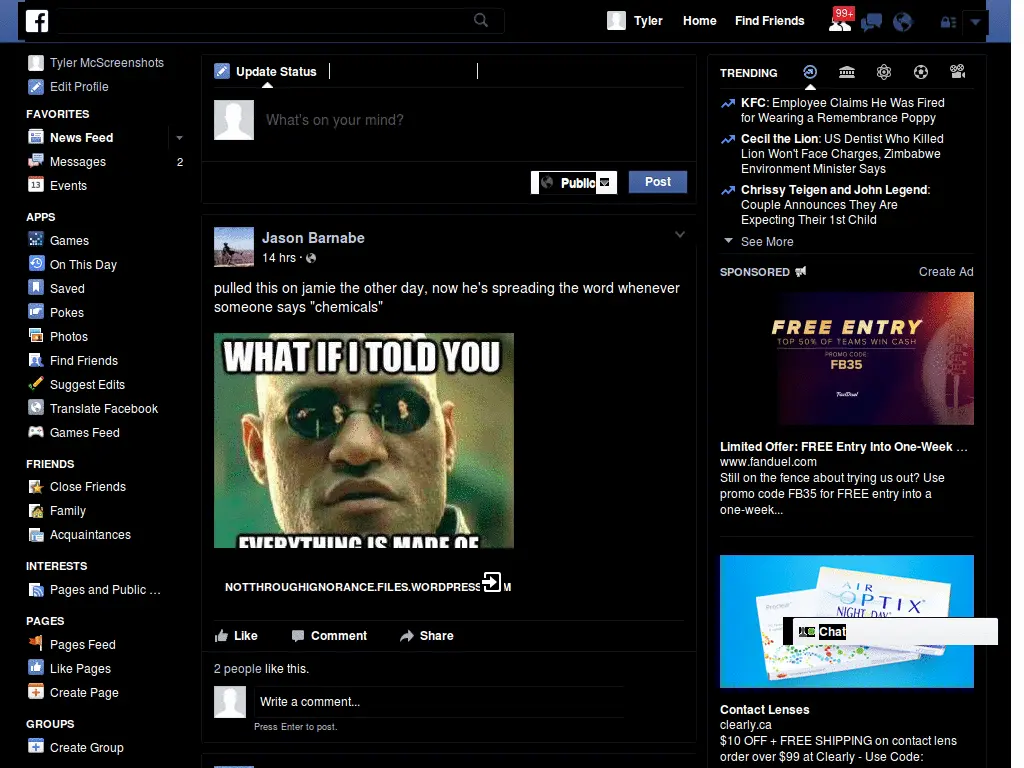 f
Tyler
Home
Find Friends
99+
Tyler McScreenshots
Edit Profile
FAVORITES
News Feed
Messages 2
Events
13
APPS
Games
On This Day
Saved
Pokes
Photos
Find Friends
Suggest Edits
Translate Facebook
Games Feed
FRIENDS
Close Friends
Family
Acquaintances
INTERESTS
Pages and Public ...
PAGES
Pages Feed
Like Pages
Create Page
GROUPS
Create Group
Update Status
What's on your mind?
Public
Post
Jason Barnabe
14 hrs ·
pulled this on jamie the other day, now he's spreading the word whenever
someone says "chemicals"
WHAT IF I TOLD YOU
EVERYTHING IS MADE OF
NOTTHROUGHIGNORANCE.FILES.WORDPRESS M
Like
Comment
Share
2 people like this.
Write a comment...
Press Enter to post.
TRENDING
KFC: Employee Claims He Was Fired
for Wearing a Remembrance Poppy
Cecil the Lion: US Dentist Who Killed
Lion Won't Face Charges, Zimbabwe
Environment Minister Says
Chrissy Teigen and John Legend:
Couple Announces They Are
Expecting Their 1st Child
See More
SPONSORED
Create Ad
FREE ENTRY
TOP 50% OF TEAMS WIN CASH
PROMO CODE:
FB35
FanDuel
Limited Offer: FREE Entry Into One-Week ...
www.fanduel.com
Still on the fence about trying us out? Use
promo code FB35 for FREE entry into a
one-week...
AIR
OPTIX
NIGHT & DAY
Chat
Contact Lenses
clearly.ca
$10 OFF + FREE SHIPPING on contact lens
order over $99 at Clearly - Use Code: